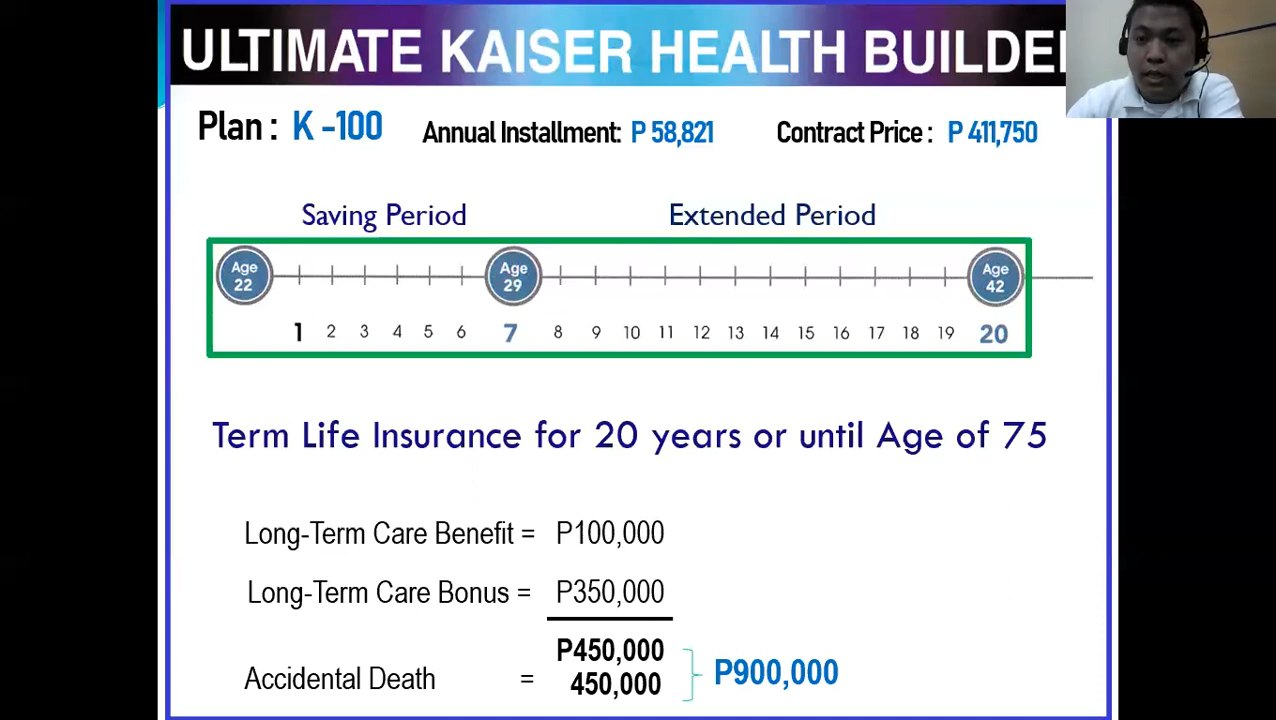 ULTIMATE KAISER HEALTH BUILDE
Plan : K -100 Annual Installment: P 58,821 Contract Price : P 411,750
Saving Period Extended Period
Age 22 Age 29 Age 42
1 2 3 4 5 6 7 8 9 10 11 12 13 14 15 16 17 18 19 20
Term Life Insurance for 20 years or until Age of 75
Long-Term Care Benefit = P100,000
Long-Term Care Bonus = P350,000
P450,000
Accidental Death = 450,000 P900,000